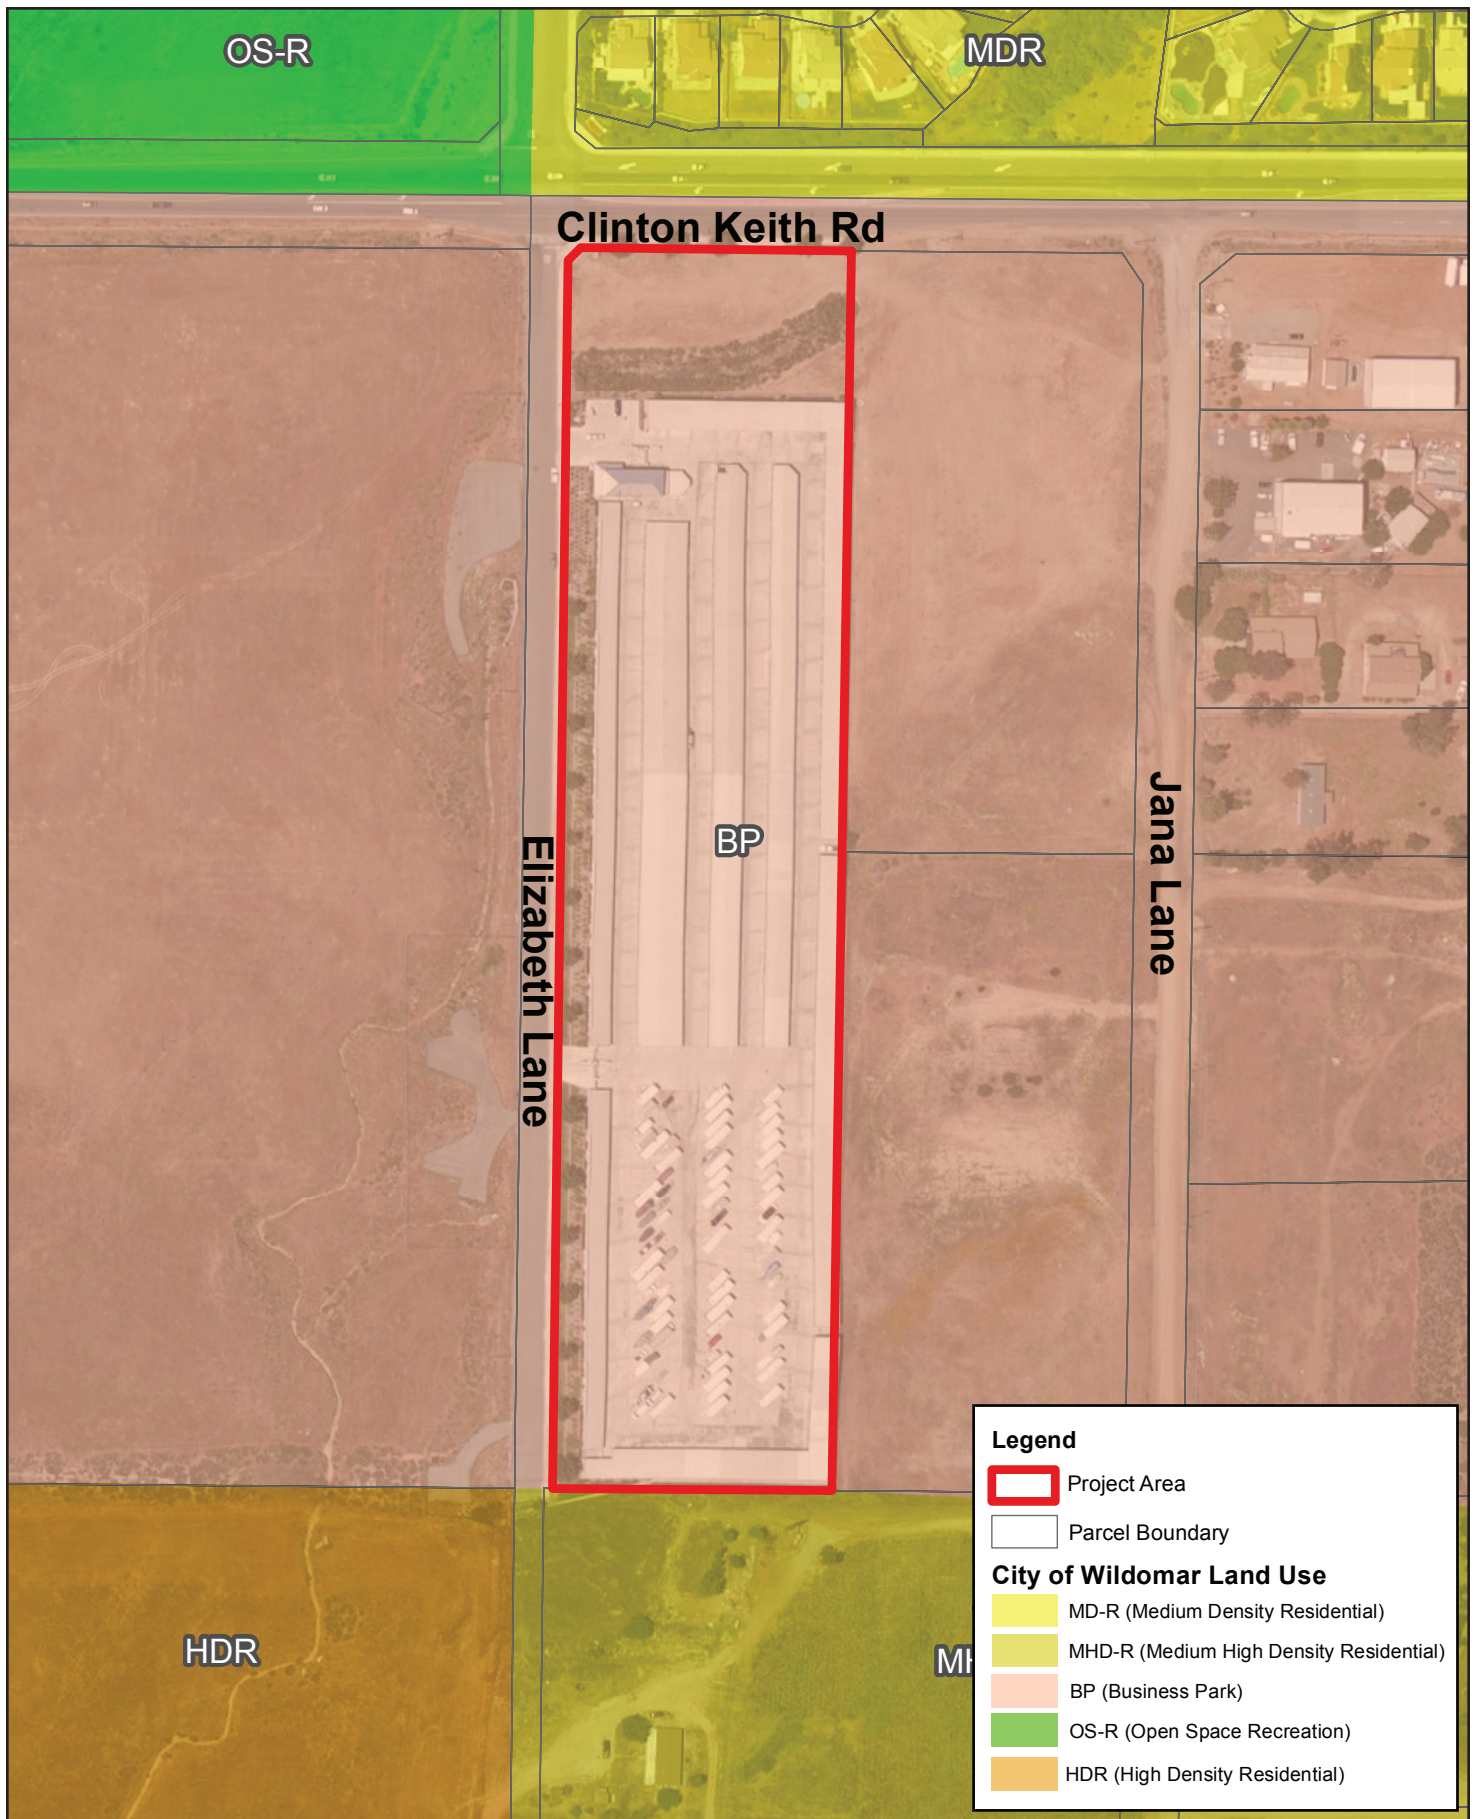 OS-R
MDR
Clinton Keith Rd
BP
Elizabeth Lane
Jana Lane
HDR
Legend
Project Area
Parcel Boundary
City of Wildomar Land Use
MD-R (Medium Density Residential)
MHD-R (Medium High Density Residential)
BP (Business Park)
OS-R (Open Space Recreation)
HDR (High Density Residential)